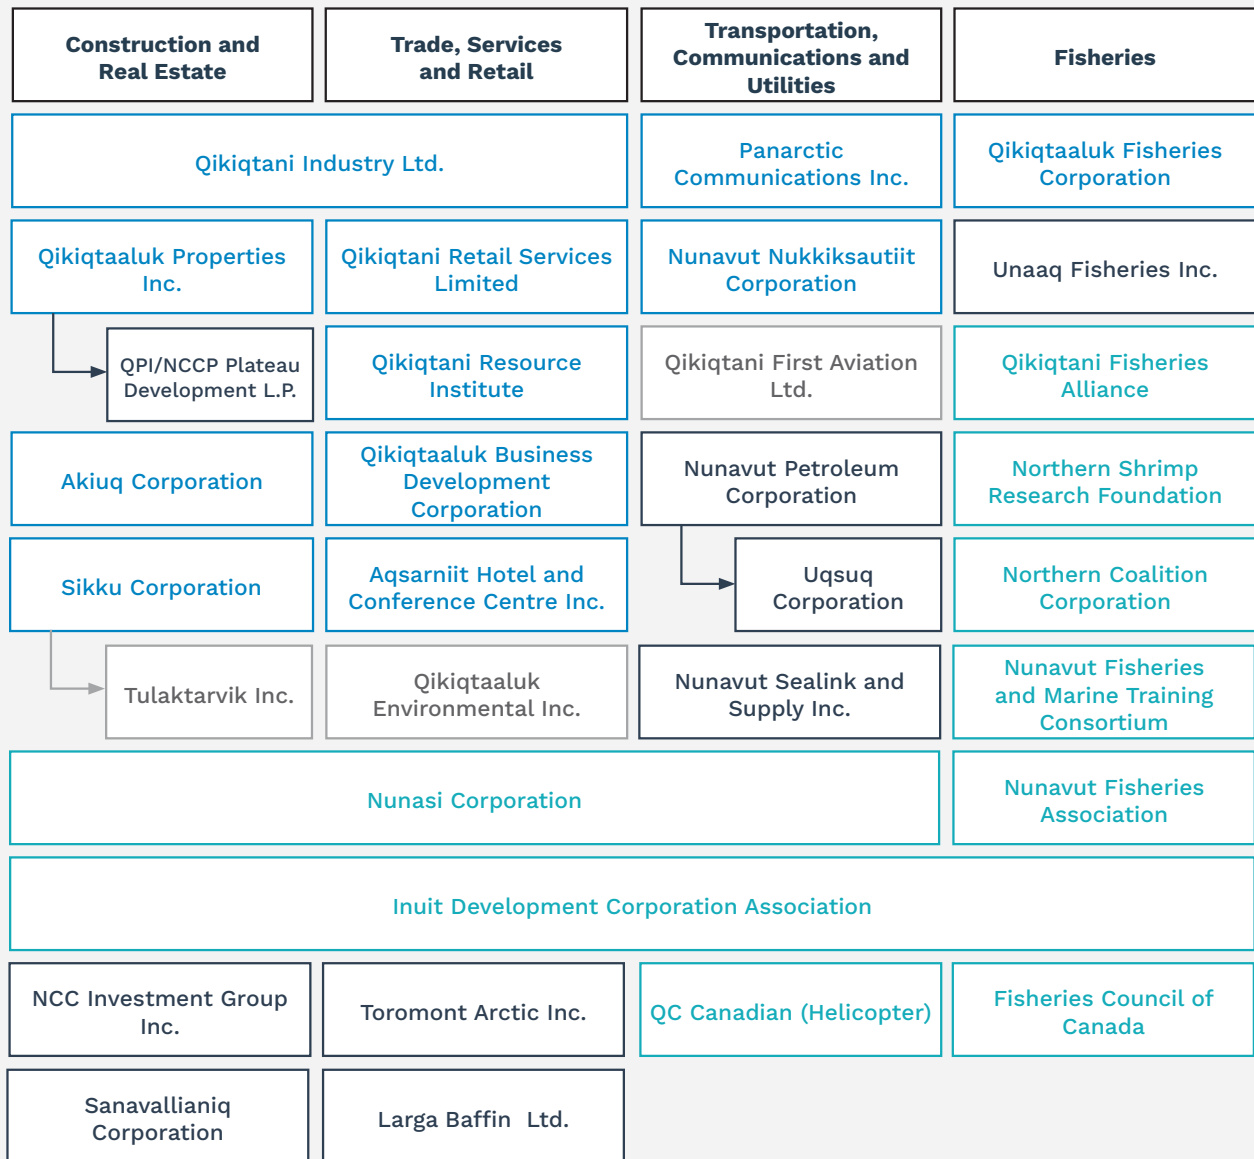 Construction and
Real Estate
Trade, Services
and Retail
Transportation,
Communications and
Utilities
Fisheries
Qikiqtani Industry Ltd.
Panarctic
Communications Inc.
Qikiqtaaluk Fisheries
Corporation
Qikiqtaaluk Properties
Inc.
Qikiqtani Retail Services
Limited
Nunavut Nukkiksautiit
Corporation
Unaaq Fisheries Inc.
QPI/NCCP Plateau
Development L.P.
Qikiqtani Resource
Institute
Qikiqtani First Aviation
Ltd.
Qikiqtani Fisheries
Alliance
Akiuq Corporation
Qikiqtaaluk Business
Development
Corporation
Nunavut Petroleum
Corporation
Northern Shrimp
Research Foundation
Sikku Corporation
Aqsarniit Hotel and
Conference Centre Inc.
Uqsuq
Corporation
Northern Coalition
Corporation
Tulaktarvik Inc.
Qikiqtaaluk
Environmental Inc.
Nunavut Sealink and
Supply Inc.
Nunavut Fisheries
and Marine Training
Consortium
Nunasi Corporation
Nunavut Fisheries
Association
Inuit Development Corporation Association
NCC Investment Group
Inc.
Toromont Arctic Inc.
QC Canadian (Helicopter)
Fisheries Council of
Canada
Sanavallianiq
Corporation
Larga Baffin  Ltd.